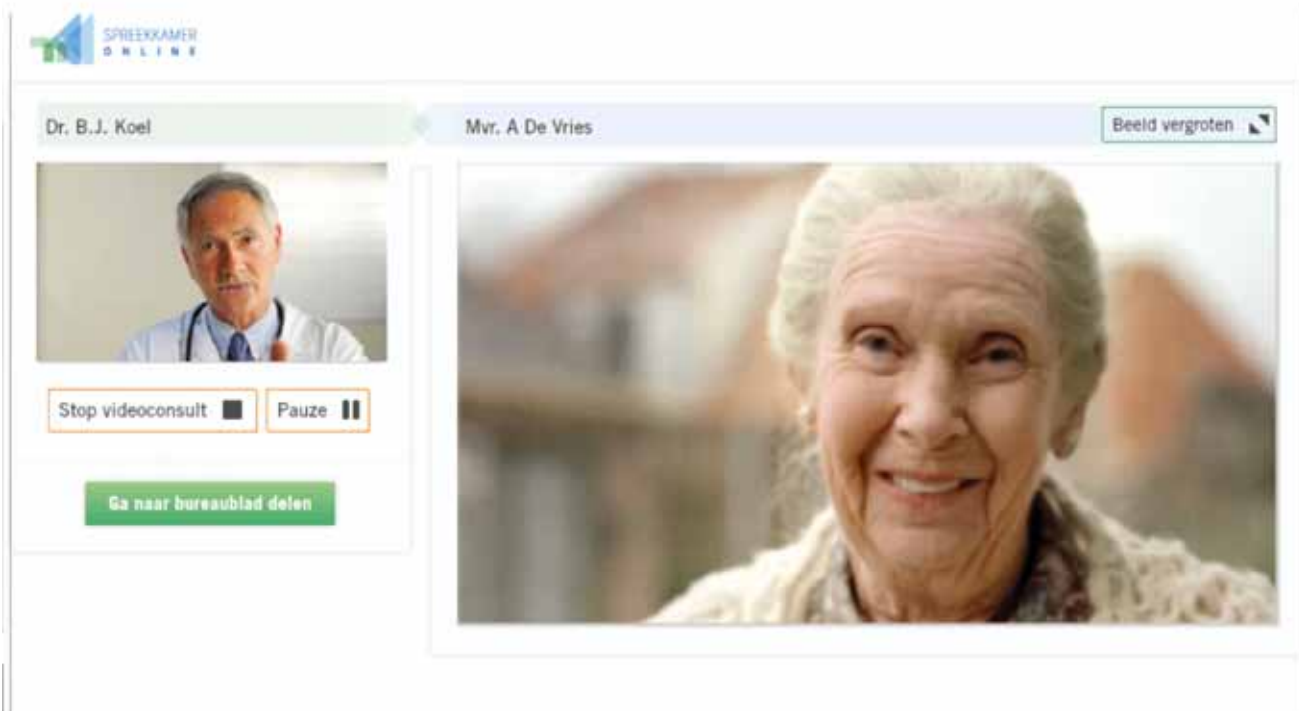 SPREEKKAMER
ONLINE
Dr. B.J. Koel
Mvr. A De Vries
Beeld vergroten
Stop videoconsult
Pauze
Ga naar bureaublad delen